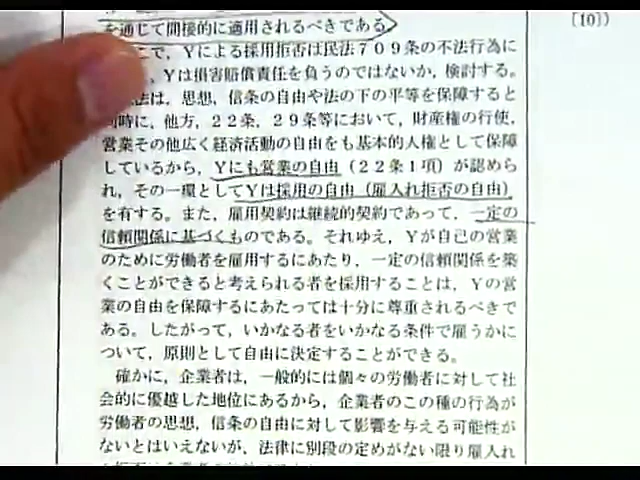 を通じて間接的に適用されるべきである
〔10〕)
で，Yによる採用拒否は民法709条の不法行為に
，Yは損害賠償責任を負うのではないか，検討する。
法は，思想，信条の自由や法の下の平等を保障すると
時に，他方，22条，29条等において，財産権の行使，
営業その他広く経済活動の自由をも基本的人権として保障
しているから，Yにも営業の自由（22条1項）が認めら
れ，その一環としてYは採用の自由（雇入れ拒否の自由）
を有する。また，雇用契約は継続的契約であって，一定の
信頼関係に基づくものである。それゆえ，Yが自己の営業
のために労働者を雇用するにあたり，一定の信頼関係を築
くことができると考えられる者を採用することは，Yの営
業の自由を保障するにあたっては十分に尊重されるべきで
ある。したがって，いかなる者をいかなる条件で雇うかに
ついて，原則として自由に決定することができる。
確かに，企業者は，一般的には個々の労働者に対して社
会的に優越した地位にあるから，企業者のこの種の行為が
労働者の思想，信条の自由に対して影響を与える可能性が
ないとはいえないが，法律に別段の定めがない限り雇入れ